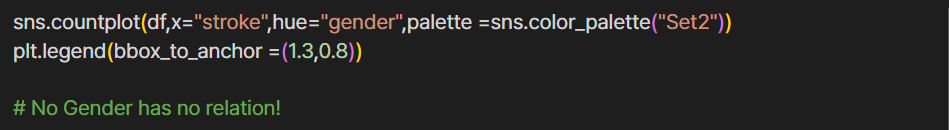 sns.countplot(df,x="stroke",hue="gender",palette =sns.color_palette("Set2"))
plt.legend(bbox_to_anchor =(1.3,0.8))
# No Gender has no relation!